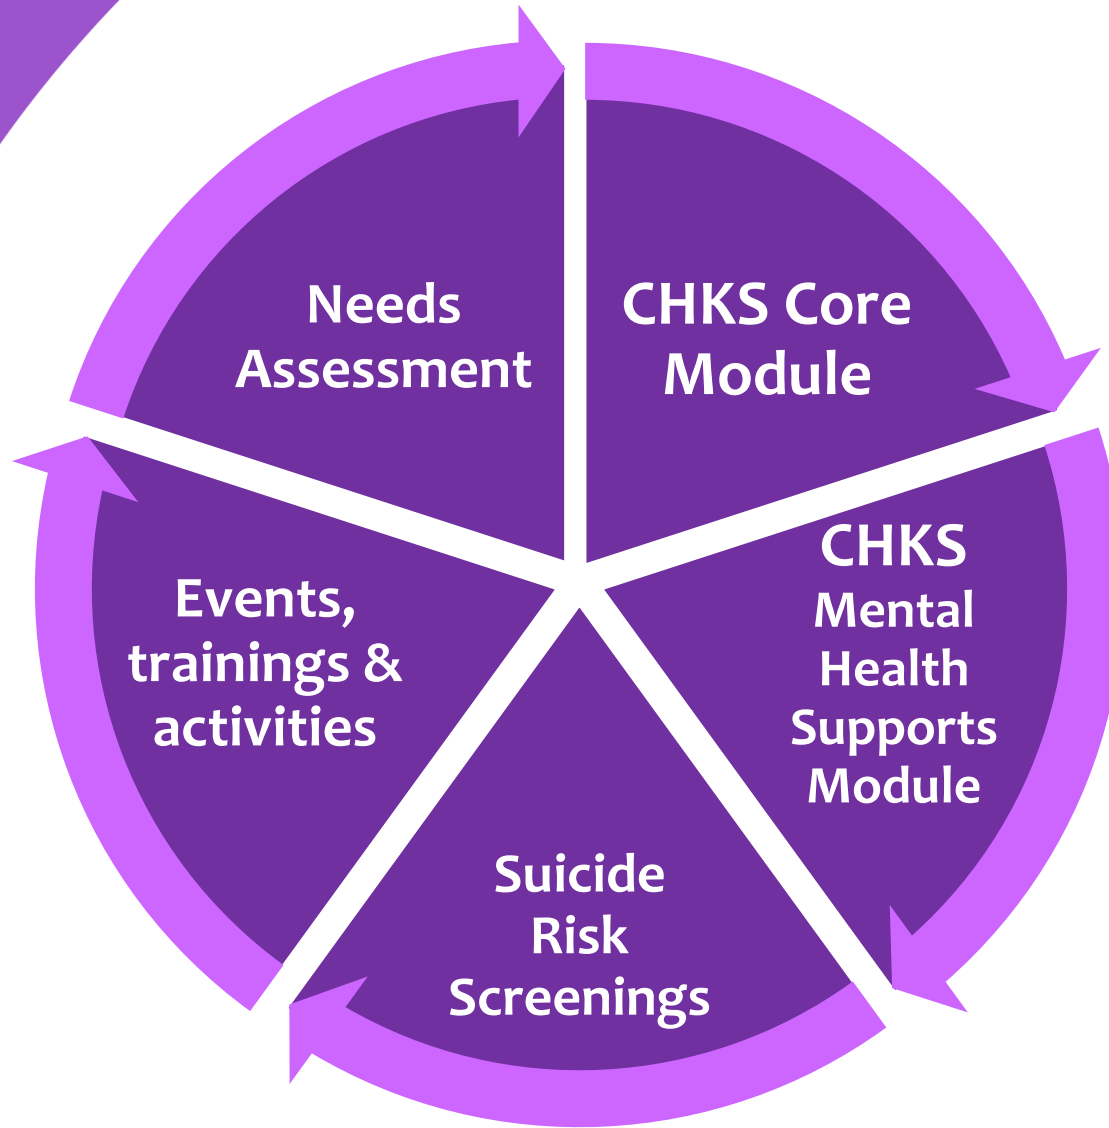 Needs
Assessment
CHKS Core
Module
CHKS
Mental
Health
Supports
Module
Suicide
Risk
Screenings
Events,
trainings &
activities